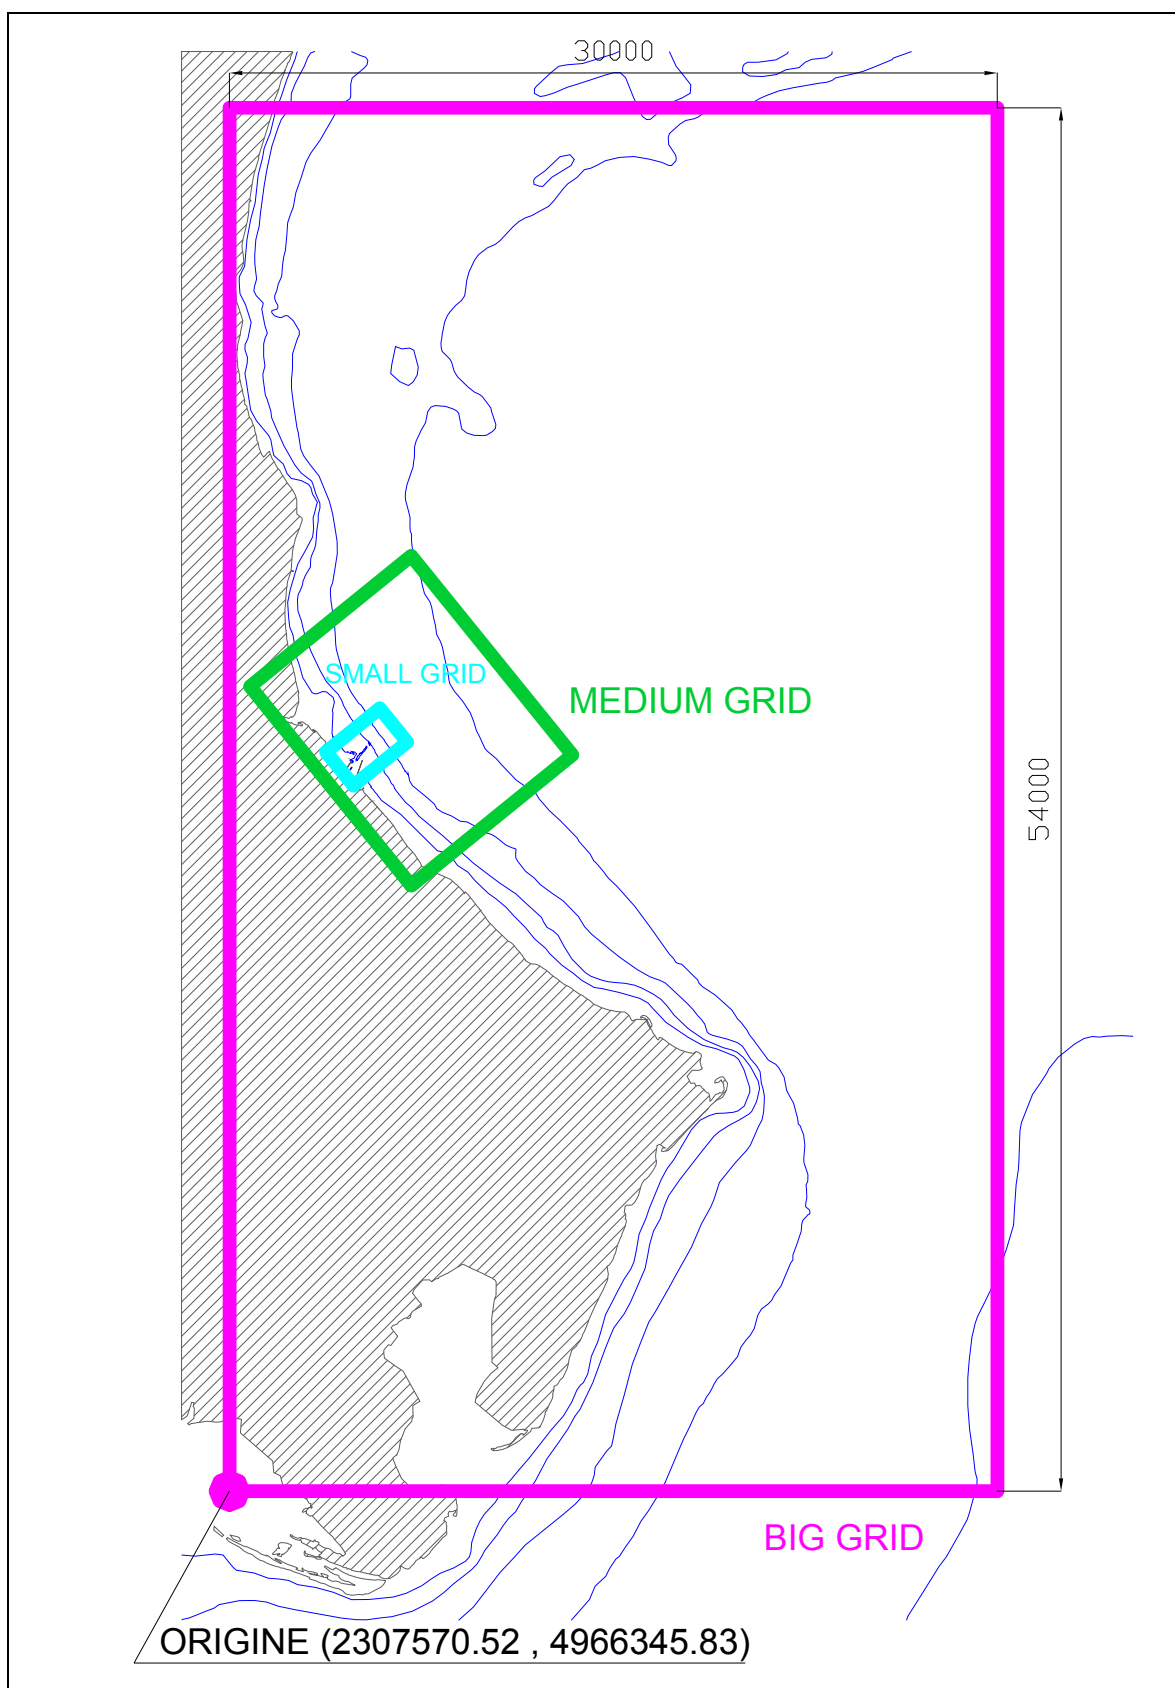 30000
SMALL GRID
MEDIUM GRID
54000
BIG GRID
ORIGINE (2307570.52 , 4966345.83)